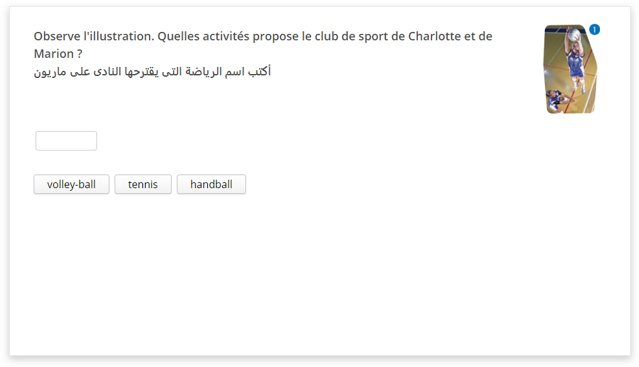 Observe l'illustration. Quelles activités propose le club de sport de Charlotte et de
Marion ?
أكتب اسم الرياضة التى يقترحها النادى على ماريون
1
volley-ball
tennis
handball